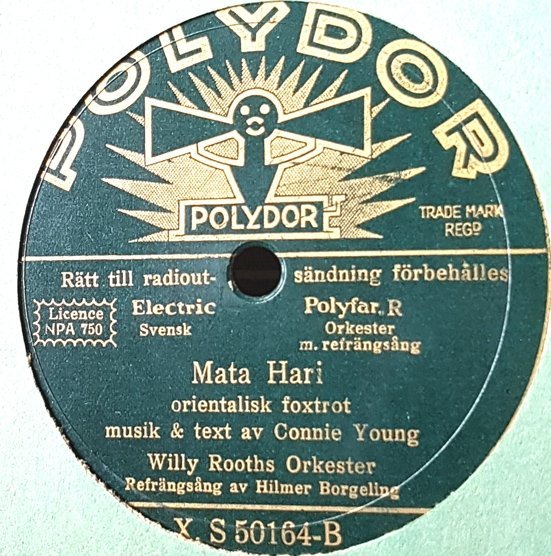 POLYDOR
POLYDOR
TRADE MARK
REGD
Rätt till radiout- sändning förbehålles
Licence
NPA 750
Electric
Svensk
Polyfar. R
Orkester
m. refrängsång
Mata Hari
orientalisk foxtrot
musik & text av Connie Young
Willy Rooths Orkester
Refrängsång av Hilmer Borgeling
X. S 50164-B